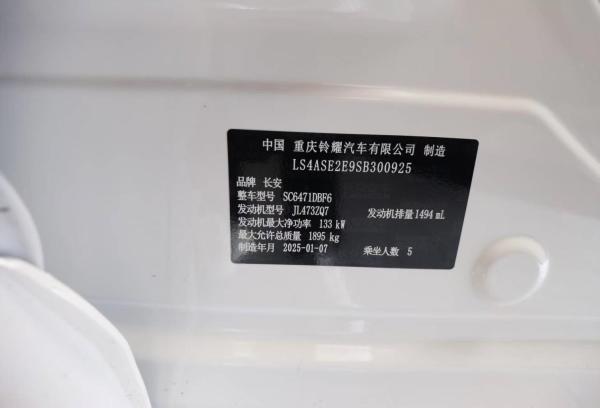 中国 重庆铃耀汽车有限公司 制造
LS4ASE2E9SB300925
品牌 长安
整车型号 SC6471DBF6
发动机型号 JL473ZQ7 发动机排量 1494 mL
发动机最大净功率 133 kW
最大允许总质量 1895 kg
制造年月 2025-01-07 乘坐人数 5